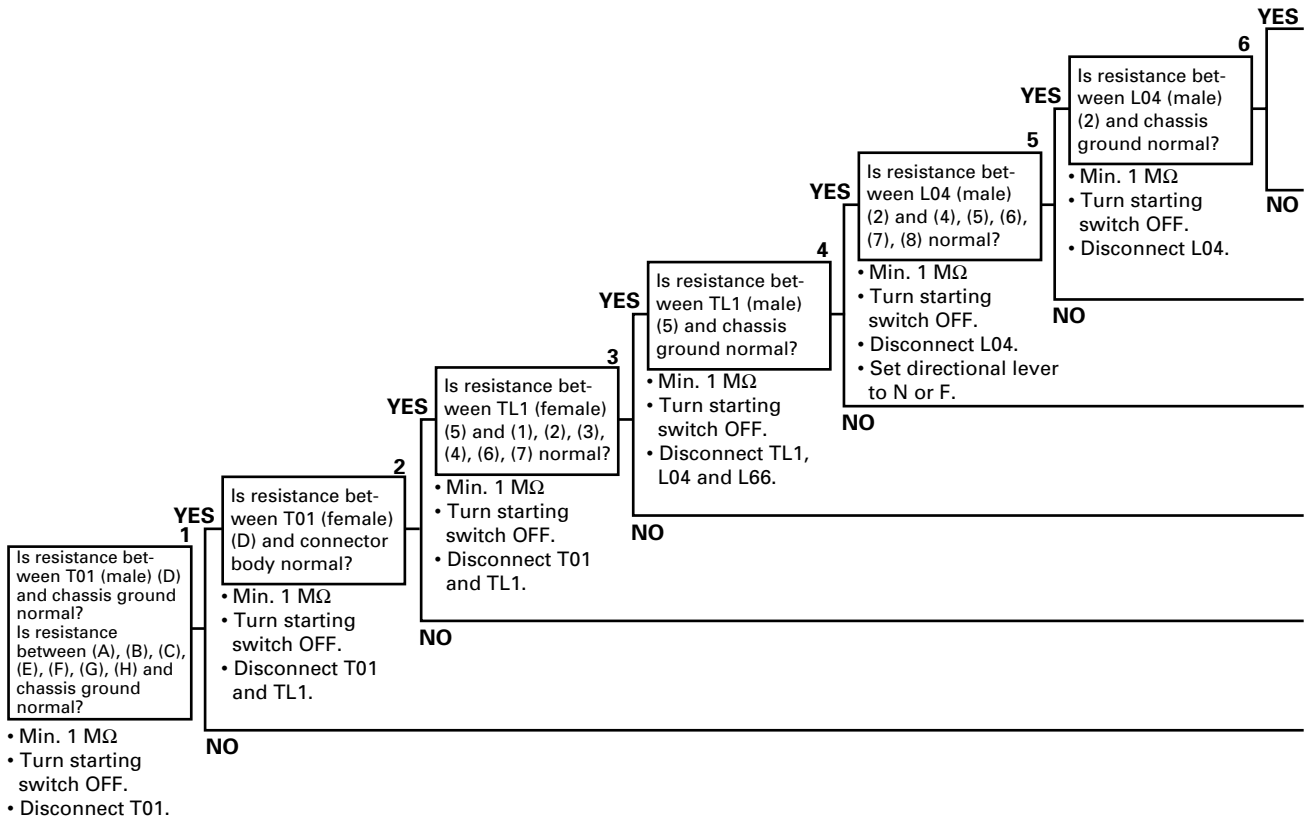 1
Is resistance bet-
ween T01 (male) (D)
and chassis ground
normal?
Is resistance
between (A), (B), (C),
(E), (F), (G), (H) and
chassis ground
normal?
• Min. 1 MΩ
• Turn starting
switch OFF.
• Disconnect T01.
YES
NO
2
Is resistance bet-
ween T01 (female)
(D) and connector
body normal?
• Min. 1 MΩ
• Turn starting
switch OFF.
• Disconnect T01
and TL1.
YES
NO
3
Is resistance bet-
ween TL1 (female)
(5) and (1), (2), (3),
(4), (6), (7) normal?
• Min. 1 MΩ
• Turn starting
switch OFF.
• Disconnect T01
and TL1.
YES
NO
4
Is resistance bet-
ween TL1 (male)
(5) and chassis
ground normal?
• Min. 1 MΩ
• Turn starting
switch OFF.
• Disconnect TL1,
L04 and L66.
YES
NO
5
Is resistance bet-
ween L04 (male)
(2) and (4), (5), (6),
(7), (8) normal?
• Min. 1 MΩ
• Turn starting
switch OFF.
• Disconnect L04.
• Set directional lever
to N or F.
YES
NO
6
Is resistance bet-
ween L04 (male)
(2) and chassis
ground normal?
• Min. 1 MΩ
• Turn starting
switch OFF.
• Disconnect L04.
YES
NO